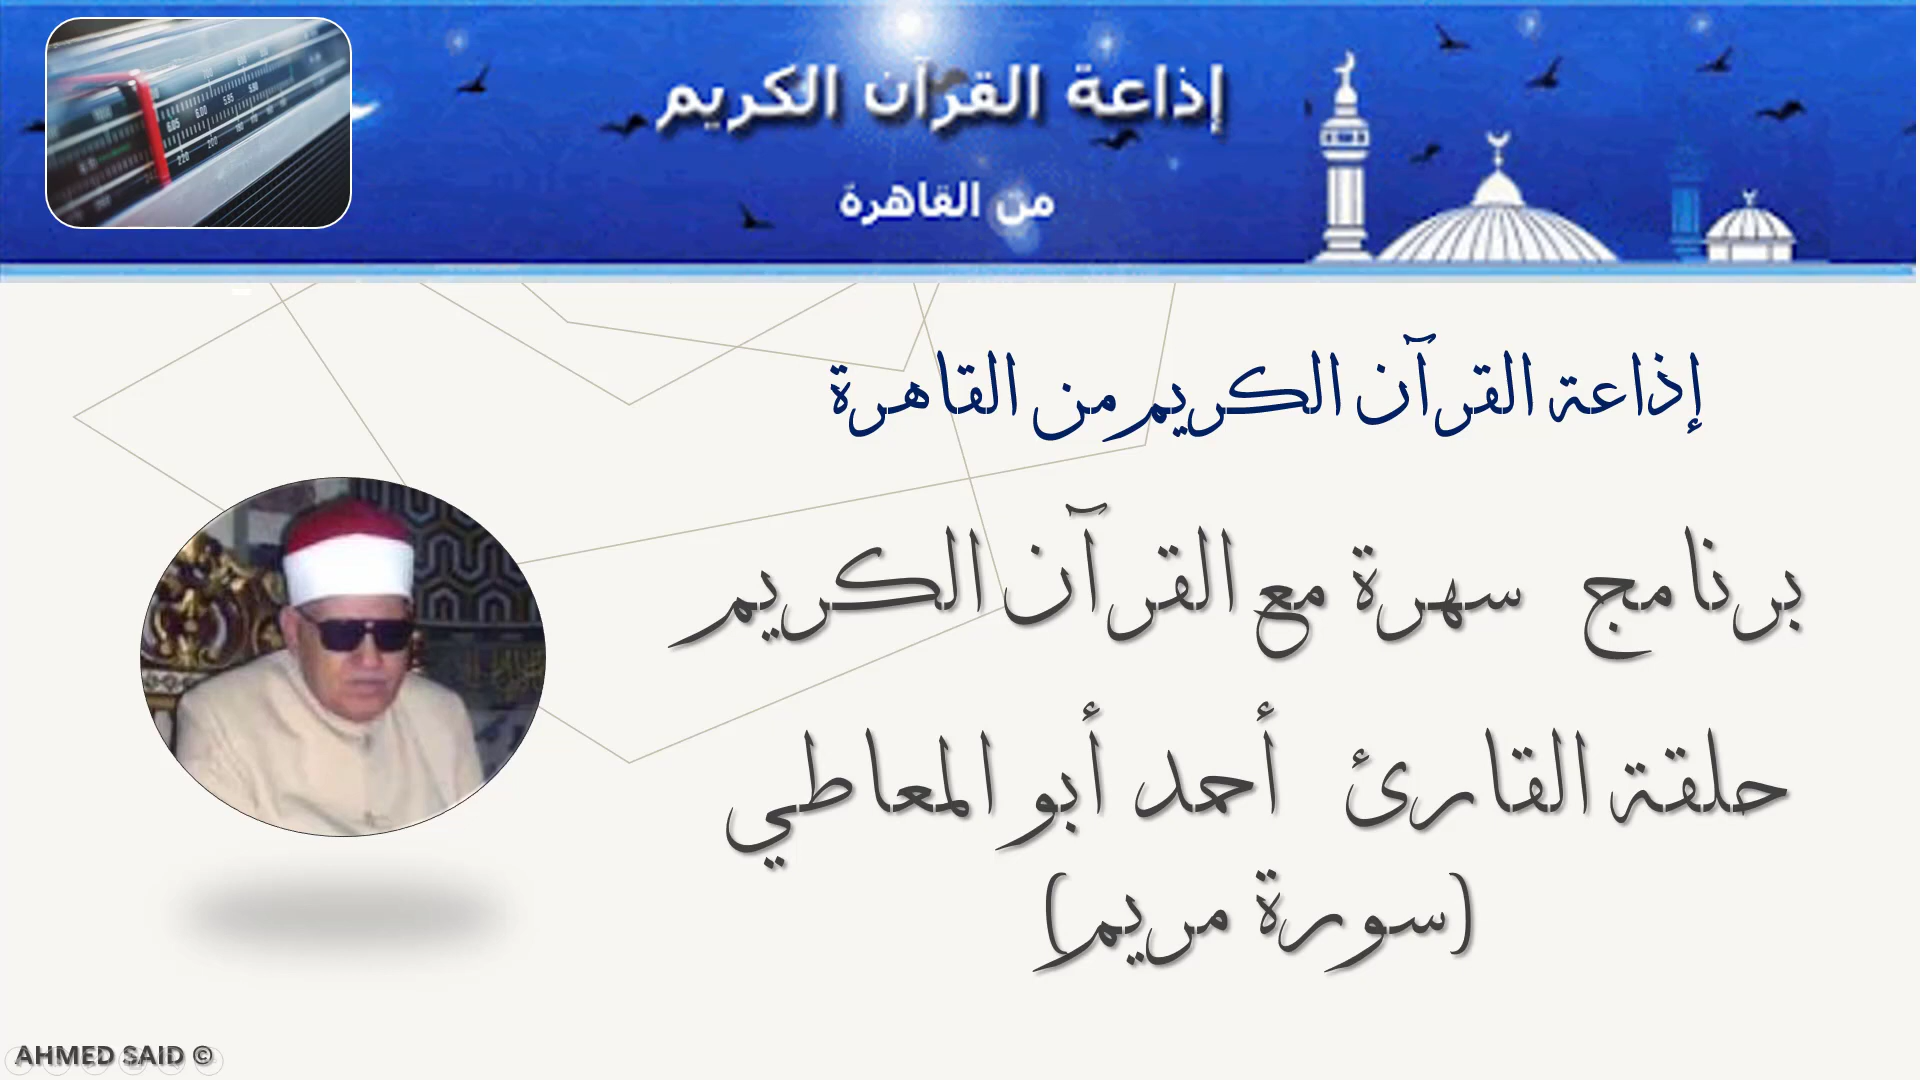 إذاعة القرآن الكريم
من القاهرة
إذاعة القرآن الكريم من القاهرة
برنامج سهرة مع القرآن الكريم
حلقة القارئ أحمد أبو المعاطي
(سورة مريم)
AHMED SAID ©